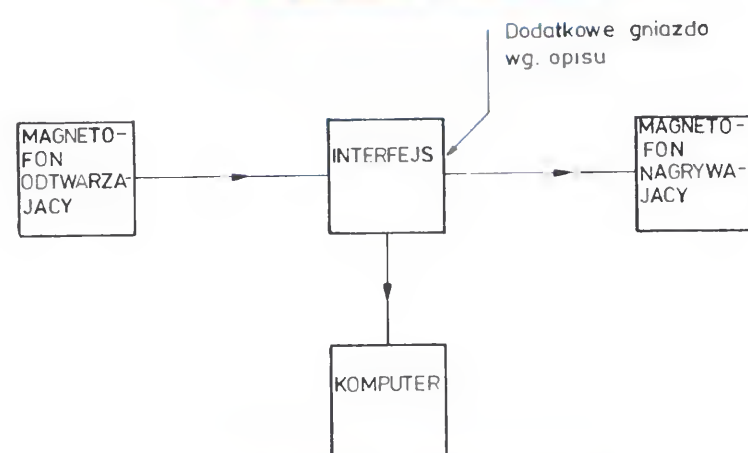 Dodatkowe gniazdo
wg. opisu
MAGNETO-
FON
ODTWARZA-
JACY
INTERFEJS
MAGNETO-
FON
NAGRYWA-
JACY
KOMPUTER